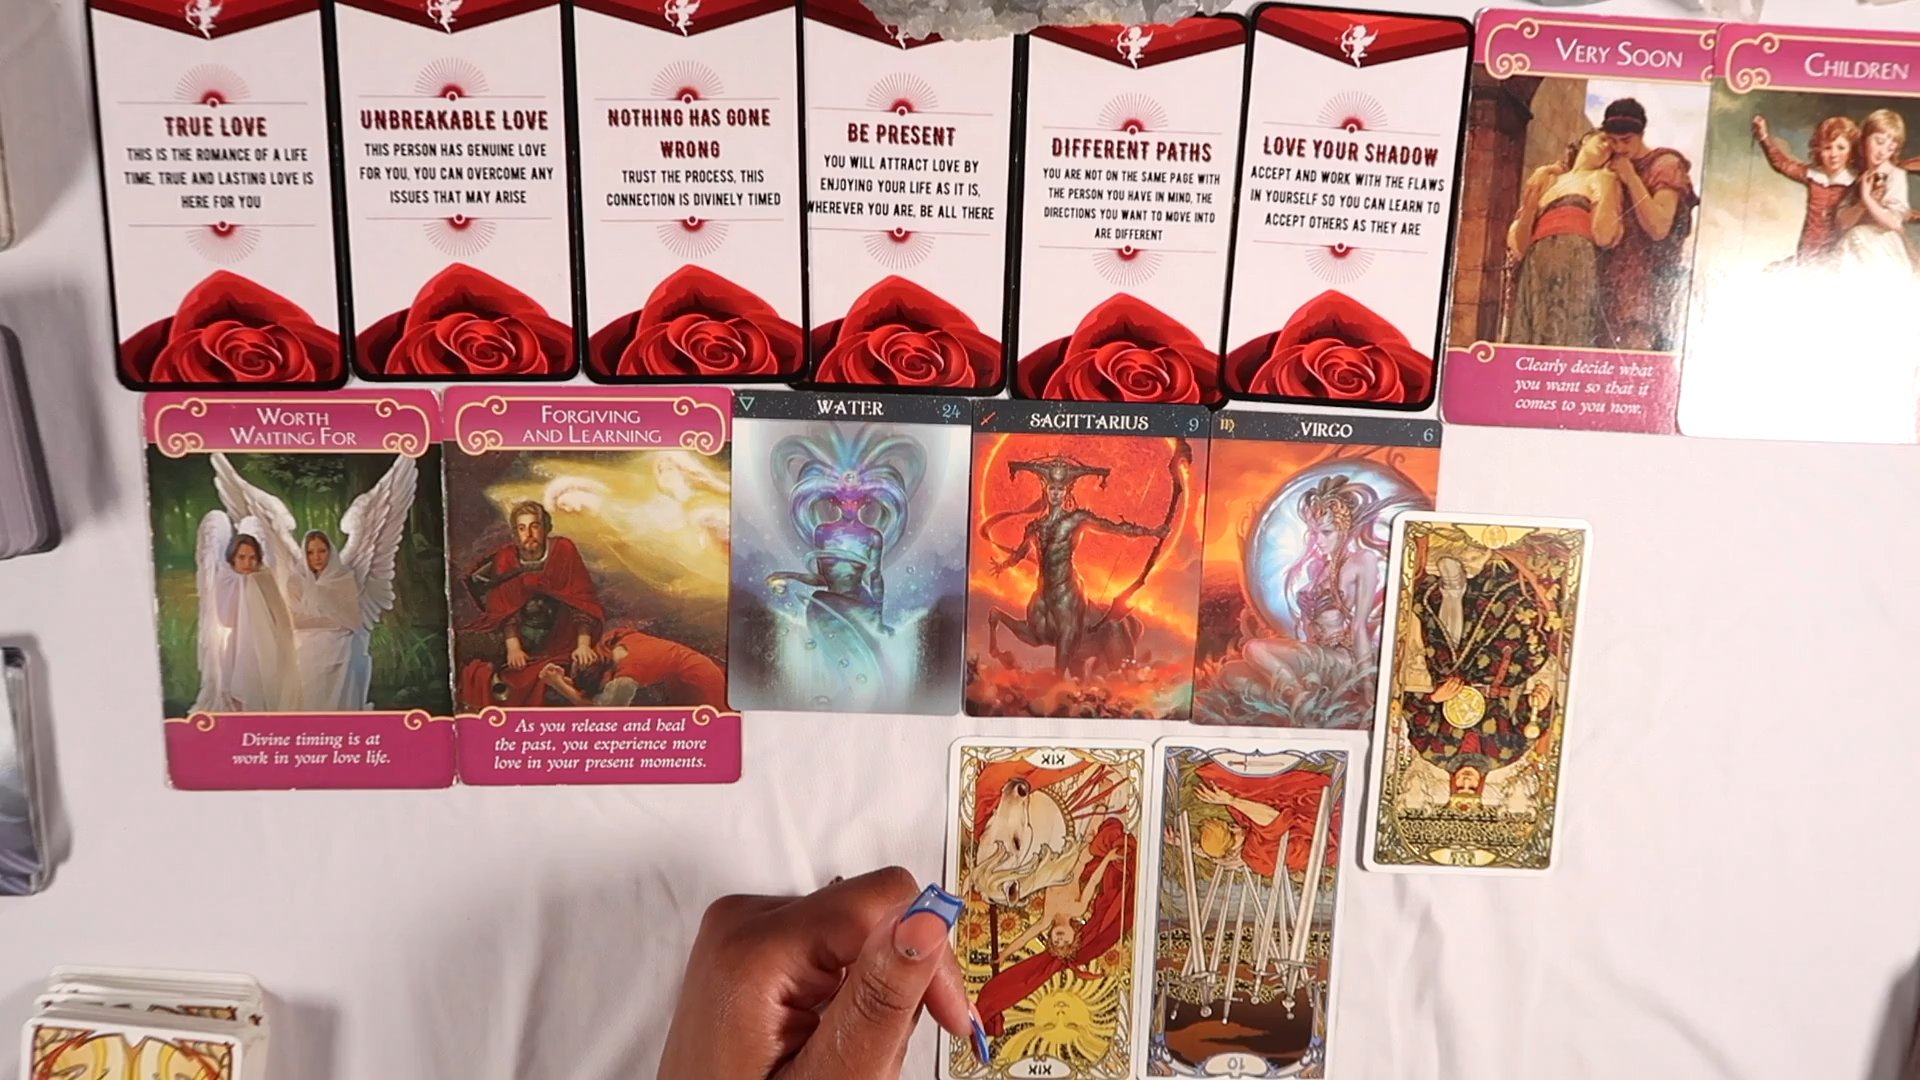 TRUE LOVE
THIS IS THE ROMANCE OF A LIFE
TIME, TRUE AND LASTING LOVE IS
HERE FOR YOU
UNBREAKABLE LOVE
THIS PERSON HAS GENUINE LOVE
FOR YOU, YOU CAN OVERCOME ANY
ISSUES THAT MAY ARISE
NOTHING HAS GONE
WRONG
TRUST THE PROCESS, THIS
CONNECTION IS DIVINELY TIMED
BE PRESENT
YOU WILL ATTRACT LOVE BY
ENJOYING YOUR LIFE AS IT IS,
WHEREVER YOU ARE, BE ALL THERE
DIFFERENT PATHS
YOU ARE NOT ON THE SAME PAGE WITH
THE PERSON YOU HAVE IN MIND, THE
DIRECTIONS YOU WANT TO MOVE INTO
ARE DIFFERENT
LOVE YOUR SHADOW
ACCEPT AND WORK WITH THE FLAWS
IN YOURSELF SO YOU CAN LEARN TO
ACCEPT OTHERS AS THEY ARE
VERY SOON
Clearly decide what
you want so that it
comes to you now.
CHILDREN
WORTH
WAITING FOR
Divine timing is at
work in your love life.
FORGIVING
AND LEARNING
As you release and heal
the past, you experience more
love in your present moments.
WATER 24
SAGITTARIUS 9
VIRGO 6
XIX
XIX
10